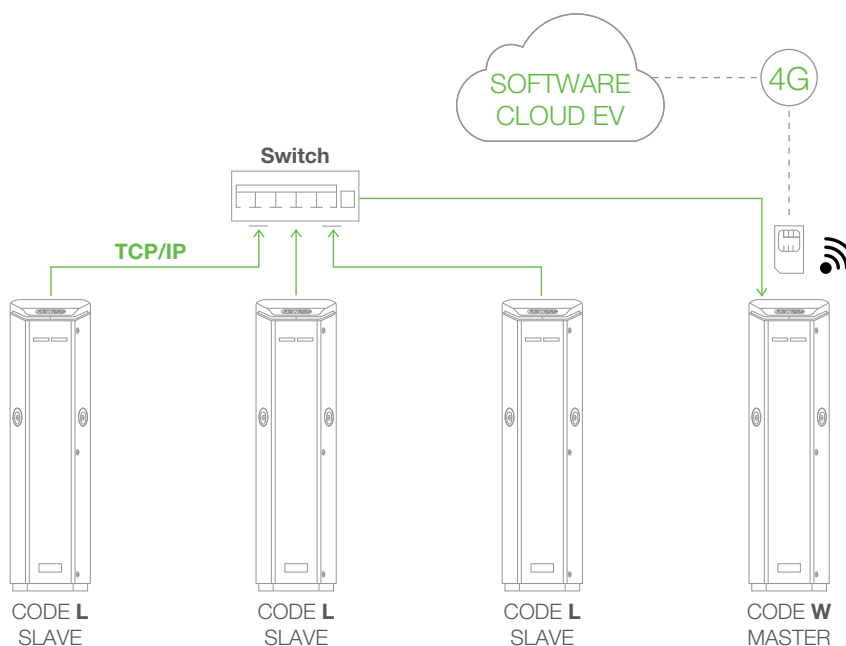 SOFTWARE
CLOUD EV
4G
Switch
TCP/IP
CODE L
SLAVE
CODE L
SLAVE
CODE L
SLAVE
CODE W
MASTER